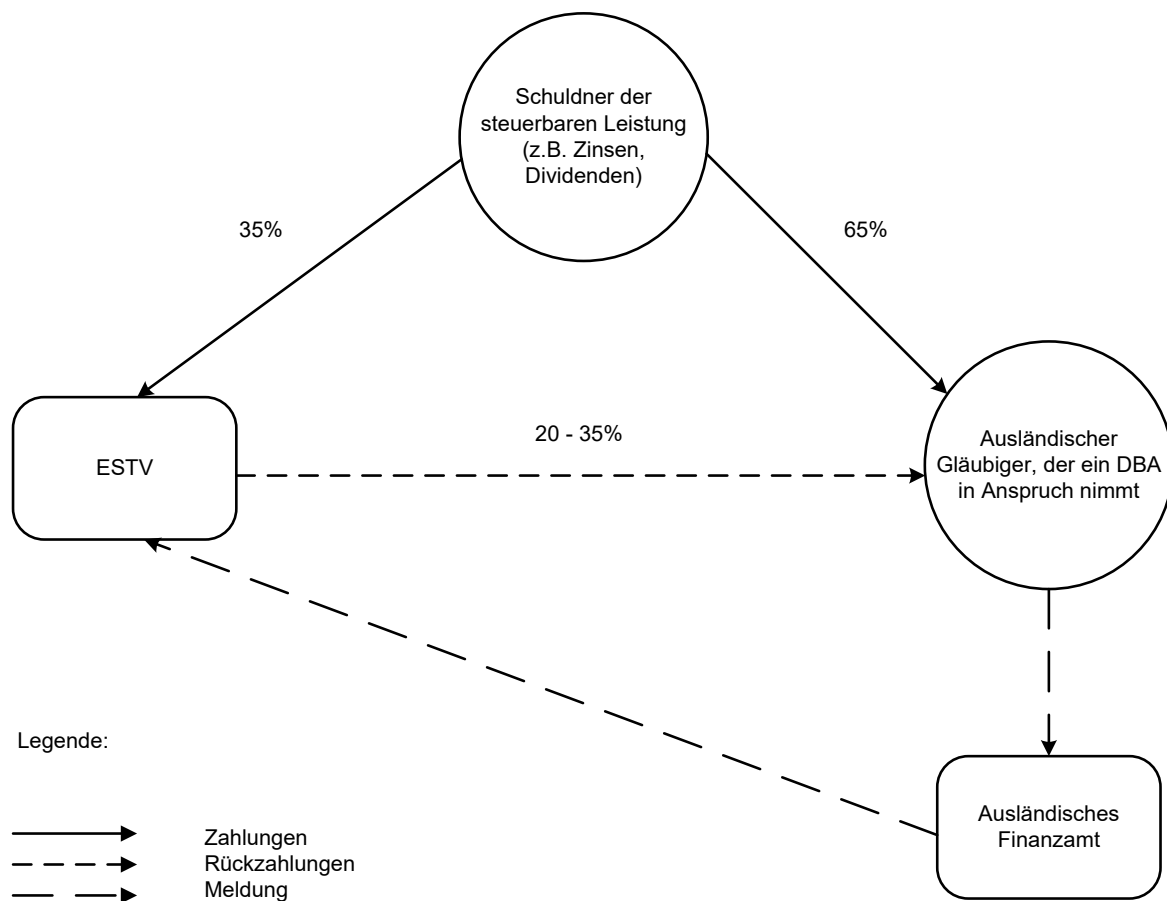 Schuldner der
steuerbaren Leistung
(z.B. Zinsen,
Dividenden)
35%
65%
ESTV
20 - 35%
Ausländischer
Gläubiger, der ein DBA
in Anspruch nimmt
Legende:
Zahlungen
Rückzahlungen
Meldung
Ausländisches
Finanzamt